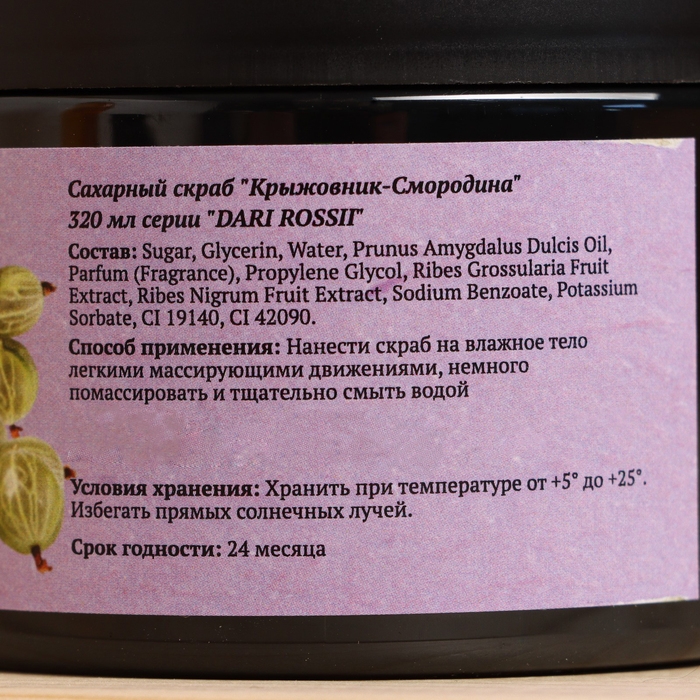 Сахарный скраб "Крыжовник-Смородина"
320 мл серии "DARI ROSSII"
Состав: Sugar, Glycerin, Water, Prunus Amygdalus Dulcis Oil,
Parfum (Fragrance), Propylene Glycol, Ribes Grossularia Fruit
Extract, Ribes Nigrum Fruit Extract, Sodium Benzoate, Potassium
Sorbate, CI 19140, CI 42090.
Способ применения: Нанести скраб на влажное тело
легкими массирующими движениями, немного
помассировать и тщательно смыть водой
Условия хранения: Хранить при температуре от +5° до +25°.
Избегать прямых солнечных лучей.
Срок годности: 24 месяца